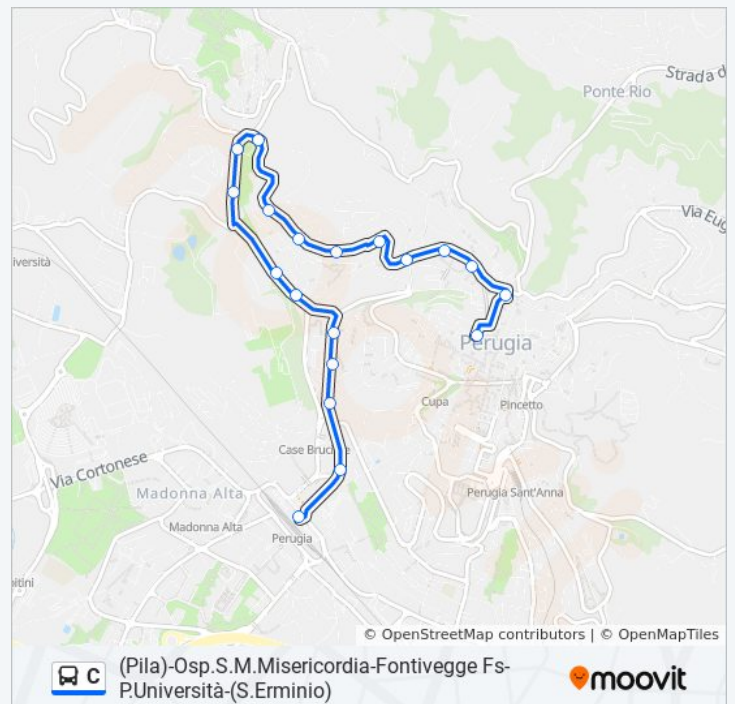 Ponte Rio
Strada d
Via Eug
iversità
Perugia
Cupa
Pincetto
Case Bruc
Via Cortonese
Madonna Alta
Perugia Sant'Anna
Madonna Alta
Perugia
itini
© OpenStreetMap contributors | © OpenMapTiles
C
(Pila)-Osp.S.M.Misericordia-Fontivegge Fs-
P.Università-(S.Erminio)
moovit